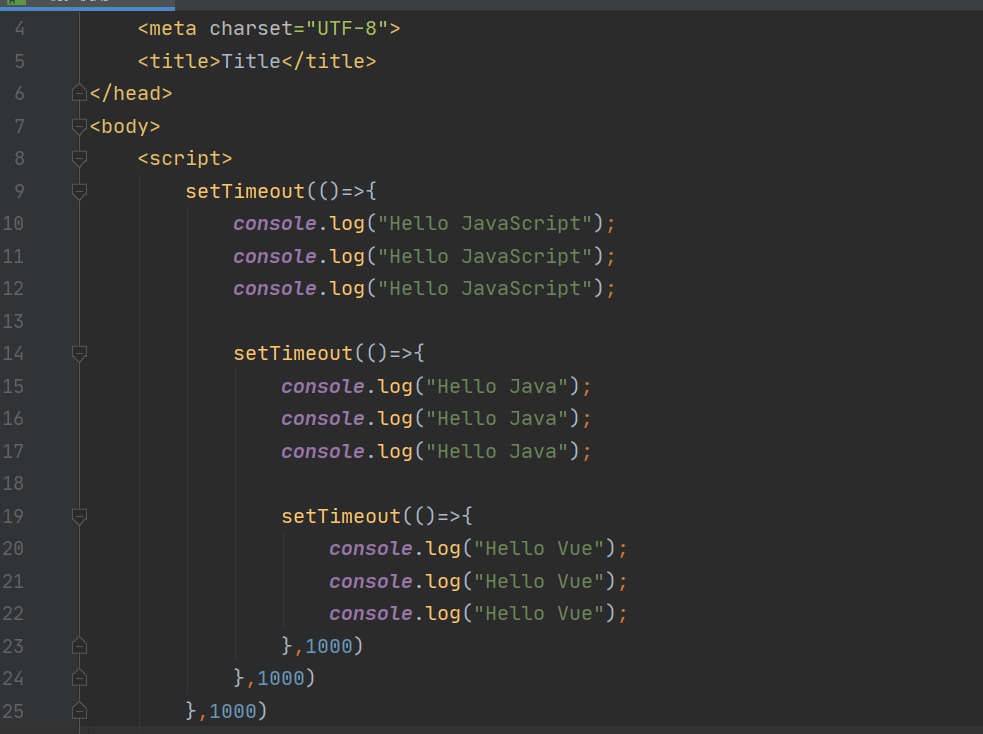 4 <meta charset="UTF-8">
5 <title>Title</title>
6 </head>
7 <body>
8 <script>
9 setTimeout(()=>{
10 console.log("Hello JavaScript");
11 console.log("Hello JavaScript");
12 console.log("Hello JavaScript");
13
14 setTimeout(()=>{
15 console.log("Hello Java");
16 console.log("Hello Java");
17 console.log("Hello Java");
18
19 setTimeout(()=>{
20 console.log("Hello Vue");
21 console.log("Hello Vue");
22 console.log("Hello Vue");
23 },1000)
24 },1000)
25 },1000)